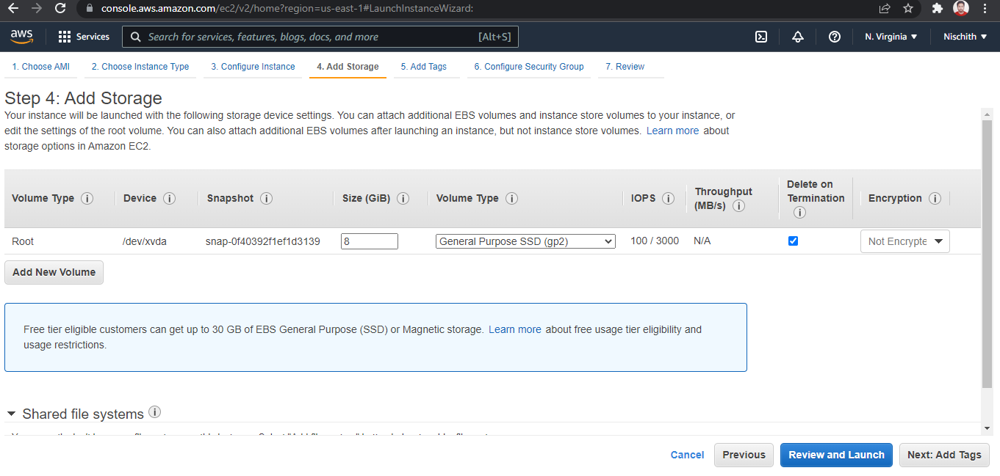 console.aws.amazon.com/ec2/v2/home?region=us-east-1#LaunchInstanceWizard:
aws Services Search for services, features, blogs, docs, and more [Alt+S] N. Virginia Nischith
1. Choose AMI 2. Choose Instance Type 3. Configure Instance 4. Add Storage 5. Add Tags 6. Configure Security Group 7. Review
Step 4: Add Storage
Your instance will be launched with the following storage device settings. You can attach additional EBS volumes and instance store volumes to your instance, or
edit the settings of the root volume. You can also attach additional EBS volumes after launching an instance, but not instance store volumes. Learn more about
storage options in Amazon EC2.
Volume Type Device Snapshot Size (GiB) Volume Type IOPS Throughput (MB/s) Delete on Termination Encryption
Root /dev/xvda snap-0f40392f1ef1d3139 8 General Purpose SSD (gp2) 100 / 3000 N/A Not Encrypte
Add New Volume
Free tier eligible customers can get up to 30 GB of EBS General Purpose (SSD) or Magnetic storage. Learn more about free usage tier eligibility and
usage restrictions.
Shared file systems
Cancel Previous Review and Launch Next: Add Tags